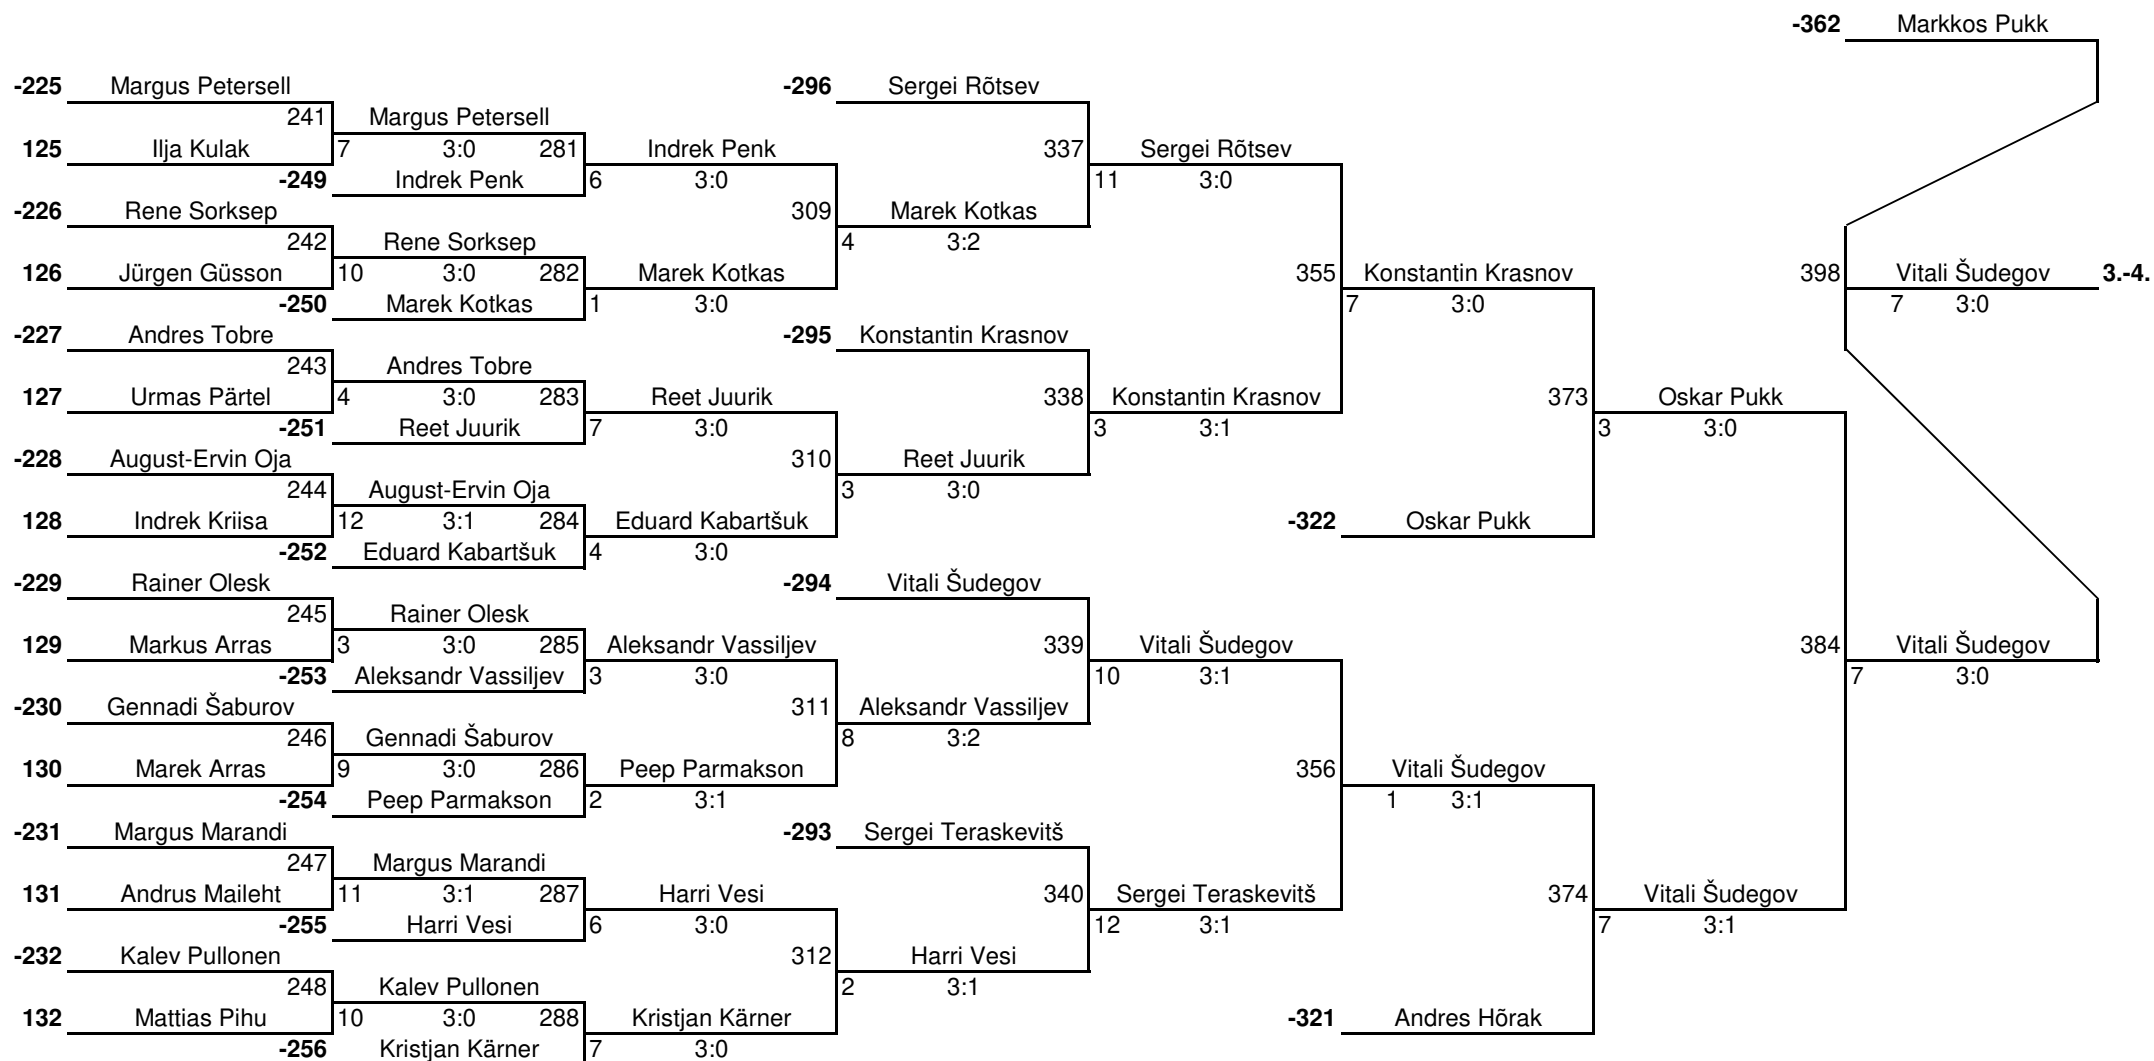 -362 Markkos Pukk
-225 Margus Petersell -296 Sergei Rõtsev
241 Margus Petersell
125 Ilja Kulak 7 3:0 281 Indrek Penk 337 Sergei Rõtsev
-249 Indrek Penk 6 3:0 11 3:0
-226 Rene Sorksep 309 Marek Kotkas
242 Rene Sorksep 4 3:2
126 Jürgen Güsson 10 3:0 282 Marek Kotkas 355 Konstantin Krasnov 398 Vitali Šudegov 3.-4.
-250 Marek Kotkas 1 3:0 7 3:0 7 3:0
-227 Andres Tobre -295 Konstantin Krasnov
243 Andres Tobre
127 Urmas Pärtel 4 3:0 283 Reet Juurik 338 Konstantin Krasnov 373 Oskar Pukk
-251 Reet Juurik 7 3:0 3 3:1 3 3:0
-228 August-Ervin Oja 310 Reet Juurik
244 August-Ervin Oja 3 3:0
128 Indrek Kriisa 12 3:1 284 Eduard Kabartšuk -322 Oskar Pukk
-252 Eduard Kabartšuk 4 3:0
-229 Rainer Olesk -294 Vitali Šudegov
245 Rainer Olesk
129 Markus Arras 3 3:0 285 Aleksandr Vassiljev 339 Vitali Šudegov 384 Vitali Šudegov
-253 Aleksandr Vassiljev 3 3:0 10 3:1 7 3:0
-230 Gennadi Šaburov 311 Aleksandr Vassiljev
246 Gennadi Šaburov 8 3:2
130 Marek Arras 9 3:0 286 Peep Parmakson 356 Vitali Šudegov
-254 Peep Parmakson 2 3:1 1 3:1
-231 Margus Marandi -293 Sergei Teraskevitš
247 Margus Marandi
131 Andrus Maileht 11 3:1 287 Harri Vesi 340 Sergei Teraskevitš 374 Vitali Šudegov
-255 Harri Vesi 6 3:0 12 3:1 7 3:1
-232 Kalev Pullonen 312 Harri Vesi
248 Kalev Pullonen 2 3:1
132 Mattias Pihu 10 3:0 288 Kristjan Kärner -321 Andres Hõrak
-256 Kristjan Kärner 7 3:0